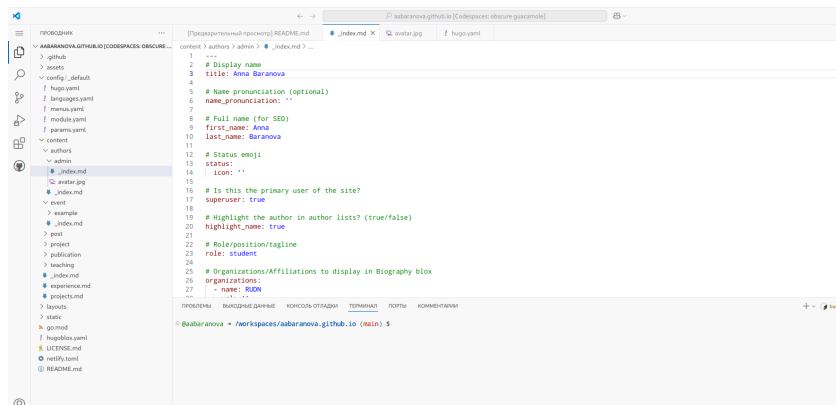 aabaranova.github.io [Codespaces: obscure guacamole]
ПРОВОДНИК
AABARANOVA.GITHUB.IO [CODESPACES: OBSCURE ...
.github
assets
config / _default
hugo.yaml
languages.yaml
menus.yaml
module.yaml
params.yaml
content
authors
admin
_index.md
avatar.jpg
_index.md
event
example
_index.md
post
project
publication
teaching
_index.md
experience.md
projects.md
layouts
static
go.mod
hugoblox.yaml
LICENSE.md
netlify.toml
README.md
[Предварительный просмотр] README.md
_index.md
avatar.jpg
hugo.yaml
content > authors > admin > _index.md > ...
1 ---
2 # Display name
3 title: Anna Baranova
4
5 # Name pronunciation (optional)
6 name_pronunciation: ''
7
8 # Full name (for SEO)
9 first_name: Anna
10 last_name: Baranova
11
12 # Status emoji
13 status:
14 icon: ''
15
16 # Is this the primary user of the site?
17 superuser: true
18
19 # Highlight the author in author lists? (true/false)
20 highlight_name: true
21
22 # Role/position/tagline
23 role: student
24
25 # Organizations/Affiliations to display in Biography blox
26 organizations:
27 - name: RUDN
ПРОБЛЕМЫ ВЫХОДНЫЕ ДАННЫЕ КОНСОЛЬ ОТЛАДКИ ТЕРМИНАЛ ПОРТЫ КОММЕНТАРИИ
@aabaranova → /workspaces/aabaranova.github.io (main) $